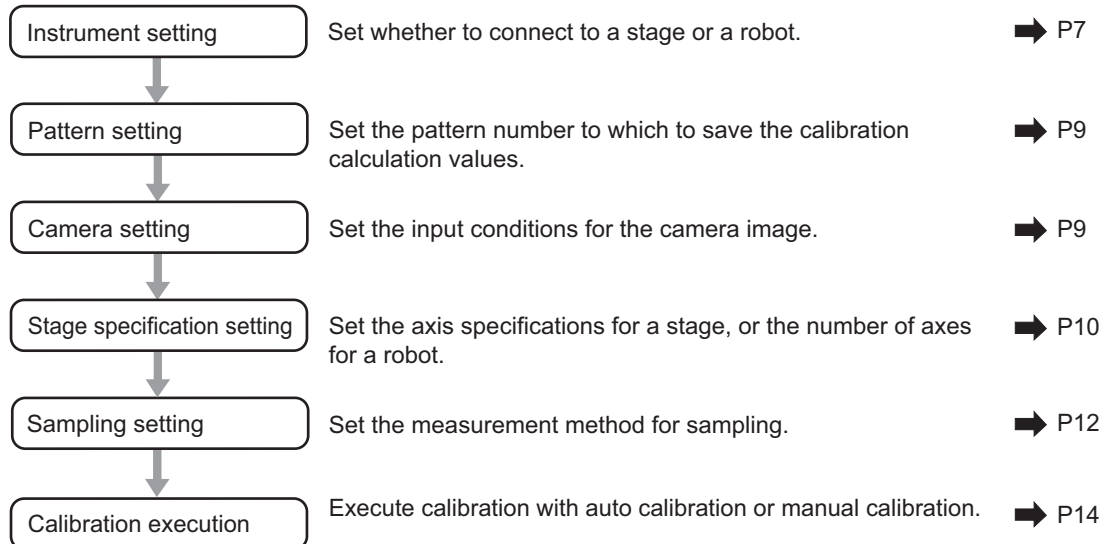 Instrument setting
Set whether to connect to a stage or a robot.
P7
Pattern setting
Set the pattern number to which to save the calibration
calculation values.
P9
Camera setting
Set the input conditions for the camera image.
P9
Stage specification setting
Set the axis specifications for a stage, or the number of axes
for a robot.
P10
Sampling setting
Set the measurement method for sampling.
P12
Calibration execution
Execute calibration with auto calibration or manual calibration.
P14